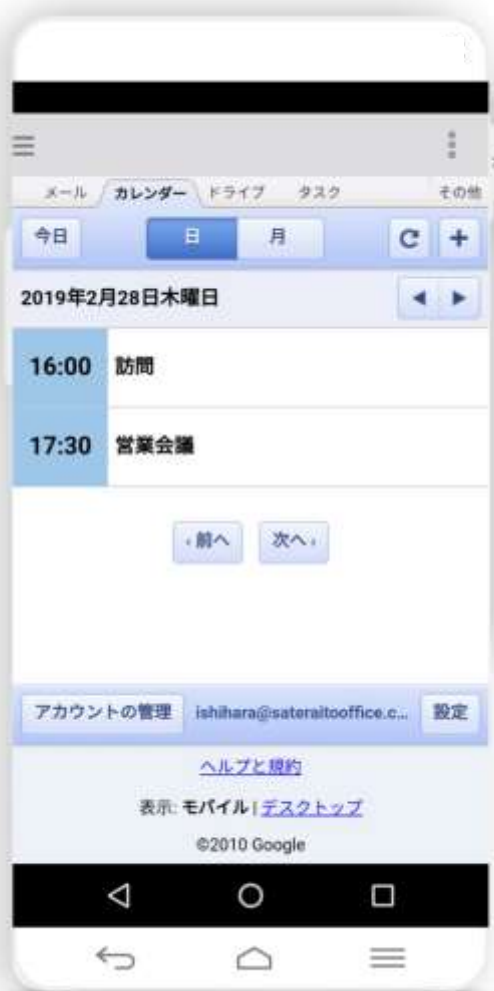 メール カレンダー ドライブ タスク その他
今日 日 月
2019年2月28日木曜日
16:00 訪問
17:30 営業会議
‹ 前へ 次へ ›
アカウントの管理 ishihara@sateraitooffice.c... 設定
ヘルプと規約
表示: モバイル | デスクトップ
©2010 Google